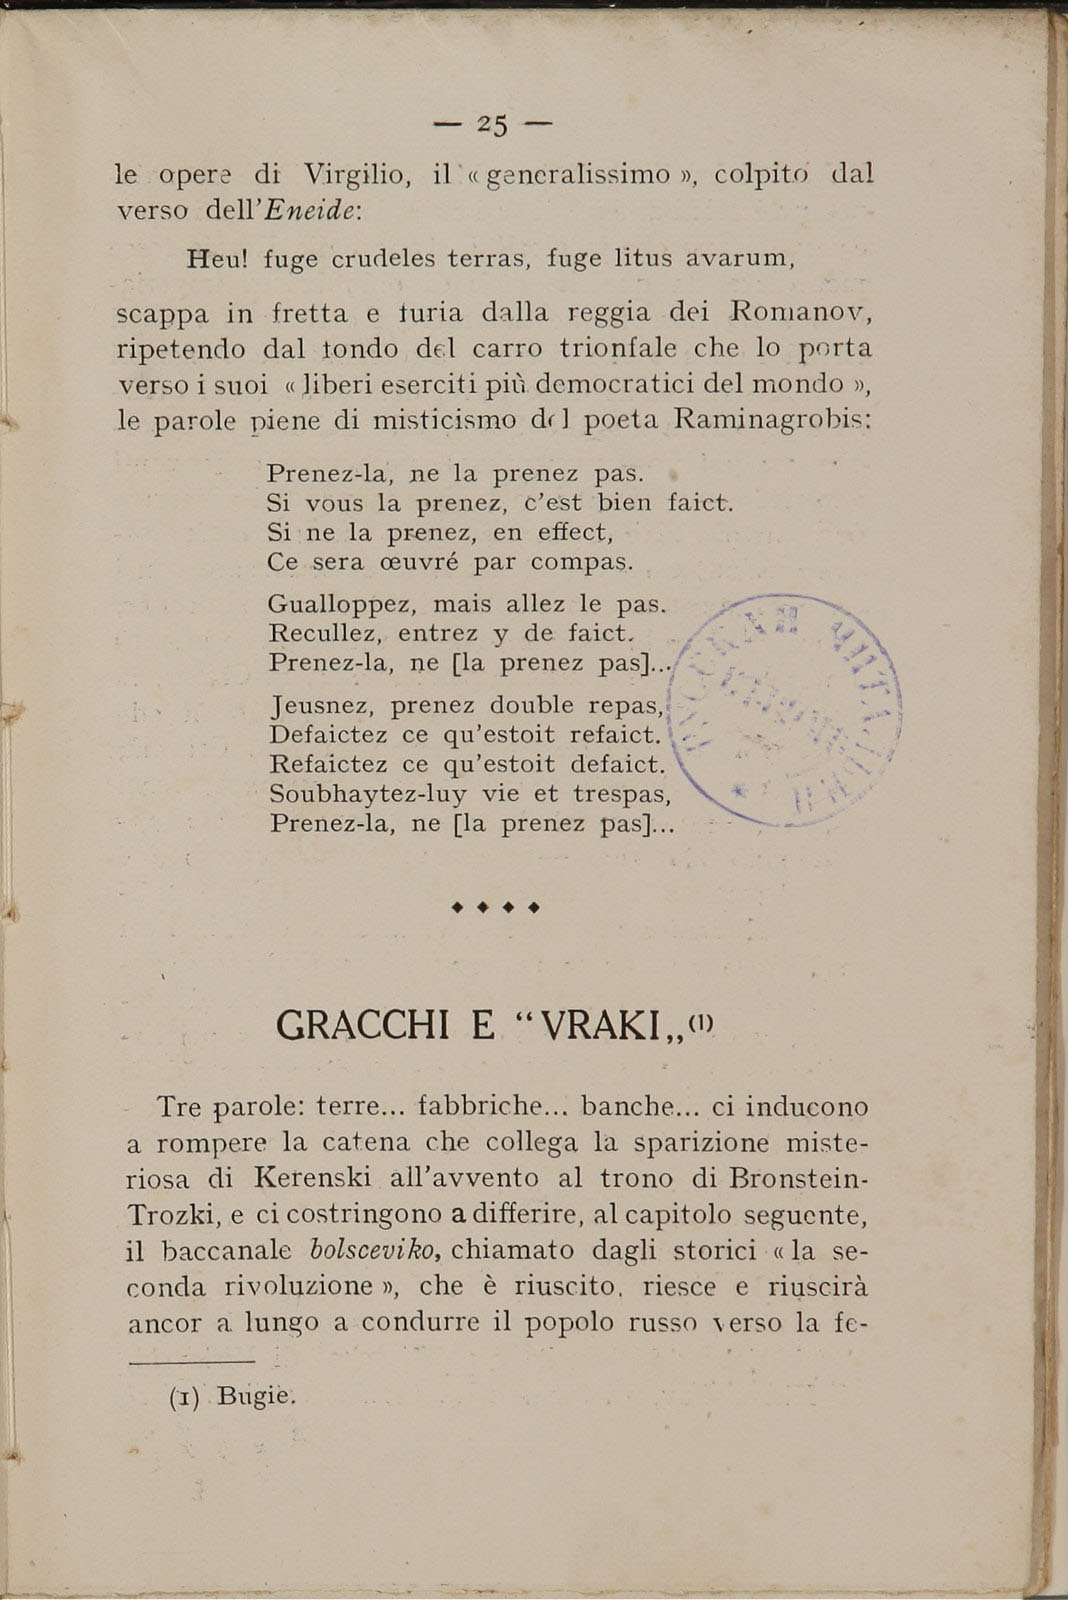 — 25 —
le opere di Virgilio, il « generalissimo », colpito dal
verso dell'Eneide:
Heu! fuge crudeles terras, fuge litus avarum,
scappa in fretta e furia dalla reggia dei Romanov,
ripetendo dal fondo del carro trionfale che lo porta
verso i suoi « liberi eserciti più democratici del mondo »,
le parole piene di misticismo del poeta Raminagrobis:
Prenez-la, ne la prenez pas.
Si vous la prenez, c'est bien faict.
Si ne la prenez, en effect,
Ce sera œuvré par compas.
Gualloppez, mais allez le pas.
Recullez, entrez y de faict.
Prenez-la, ne [la prenez pas]...
Jeusnez, prenez double repas,
Defaictez ce qu'estoit refaict.
Refaictez ce qu'estoit defaict.
Soubhaytez-luy vie et trespas,
Prenez-la, ne [la prenez pas]...
GRACCHI E “VRAKI„(1)
Tre parole: terre... fabbriche... banche... ci inducono
a rompere la catena che collega la sparizione miste-
riosa di Kerenski all'avvento al trono di Bronstein-
Trozki, e ci costringono a differire, al capitolo seguente,
il baccanale bolsceviko, chiamato dagli storici « la se-
conda rivoluzione », che è riuscito, riesce e riuscirà
ancor a lungo a condurre il popolo russo verso la fe-
(1) Bugie.